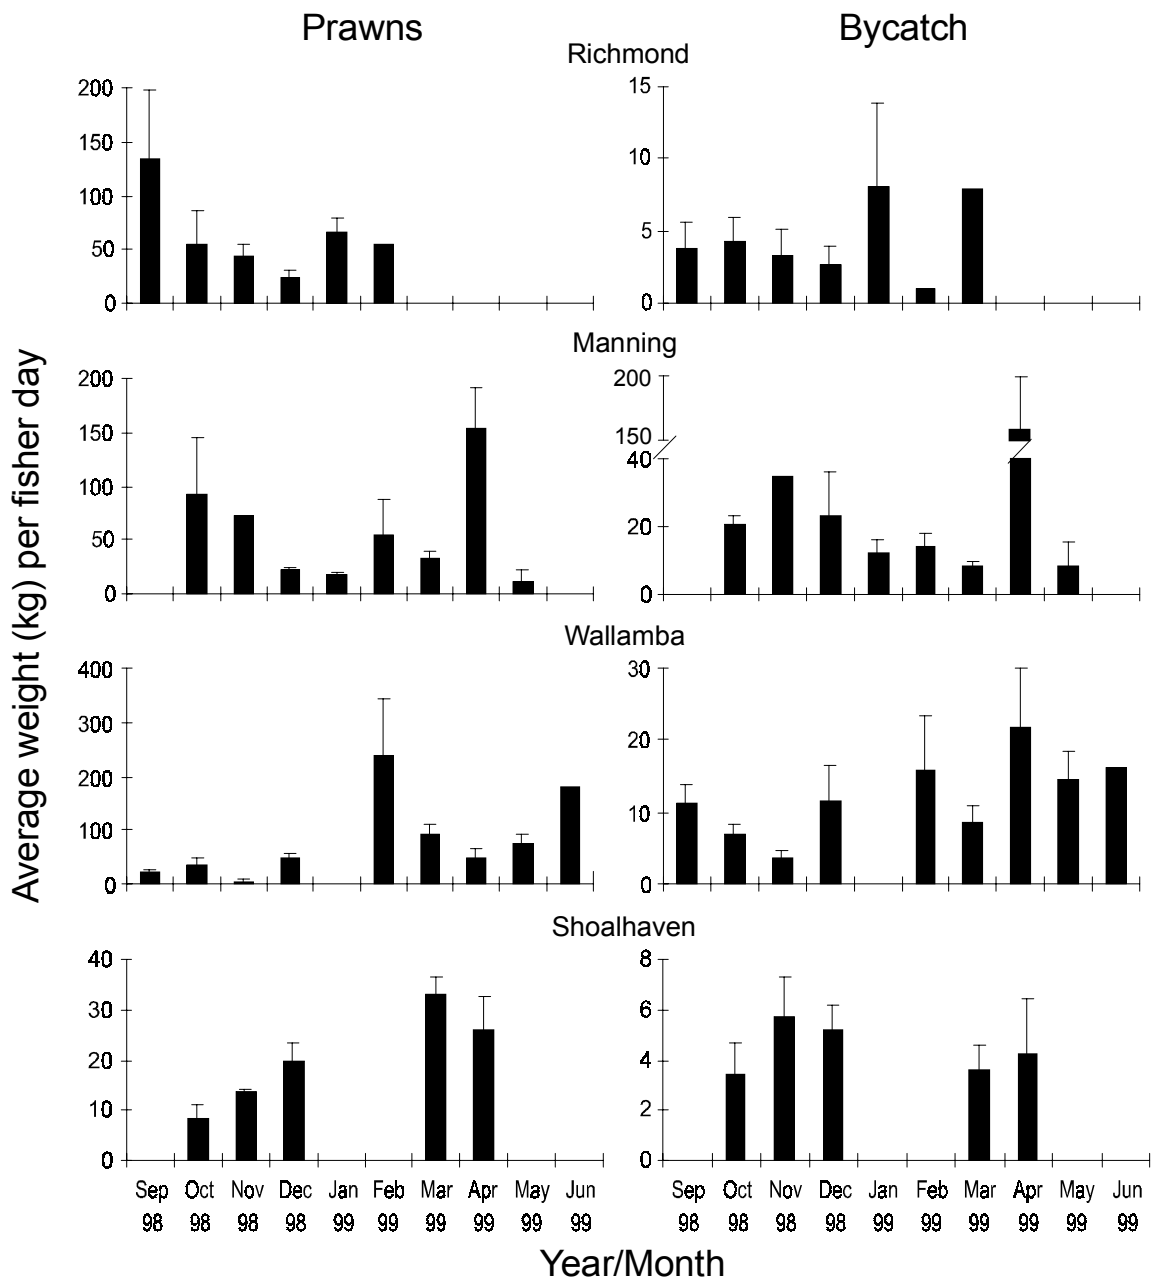 Prawns Bycatch
Richmond
200 15
150
10
100
50 5
0 0
Manning
200 200
150 150
100 40
50 20
0 0
Wallamba
400 30
300
20
200
100 10
0 0
Shoalhaven
40 8
30 6
20 4
10 2
0 0
Sep Oct Nov Dec Jan Feb Mar Apr May Jun Sep Oct Nov Dec Jan Feb Mar Apr May Jun
98 98 98 98 99 99 99 99 99 99 98 98 98 98 99 99 99 99 99 99
Year/Month
Average weight (kg) per fisher day